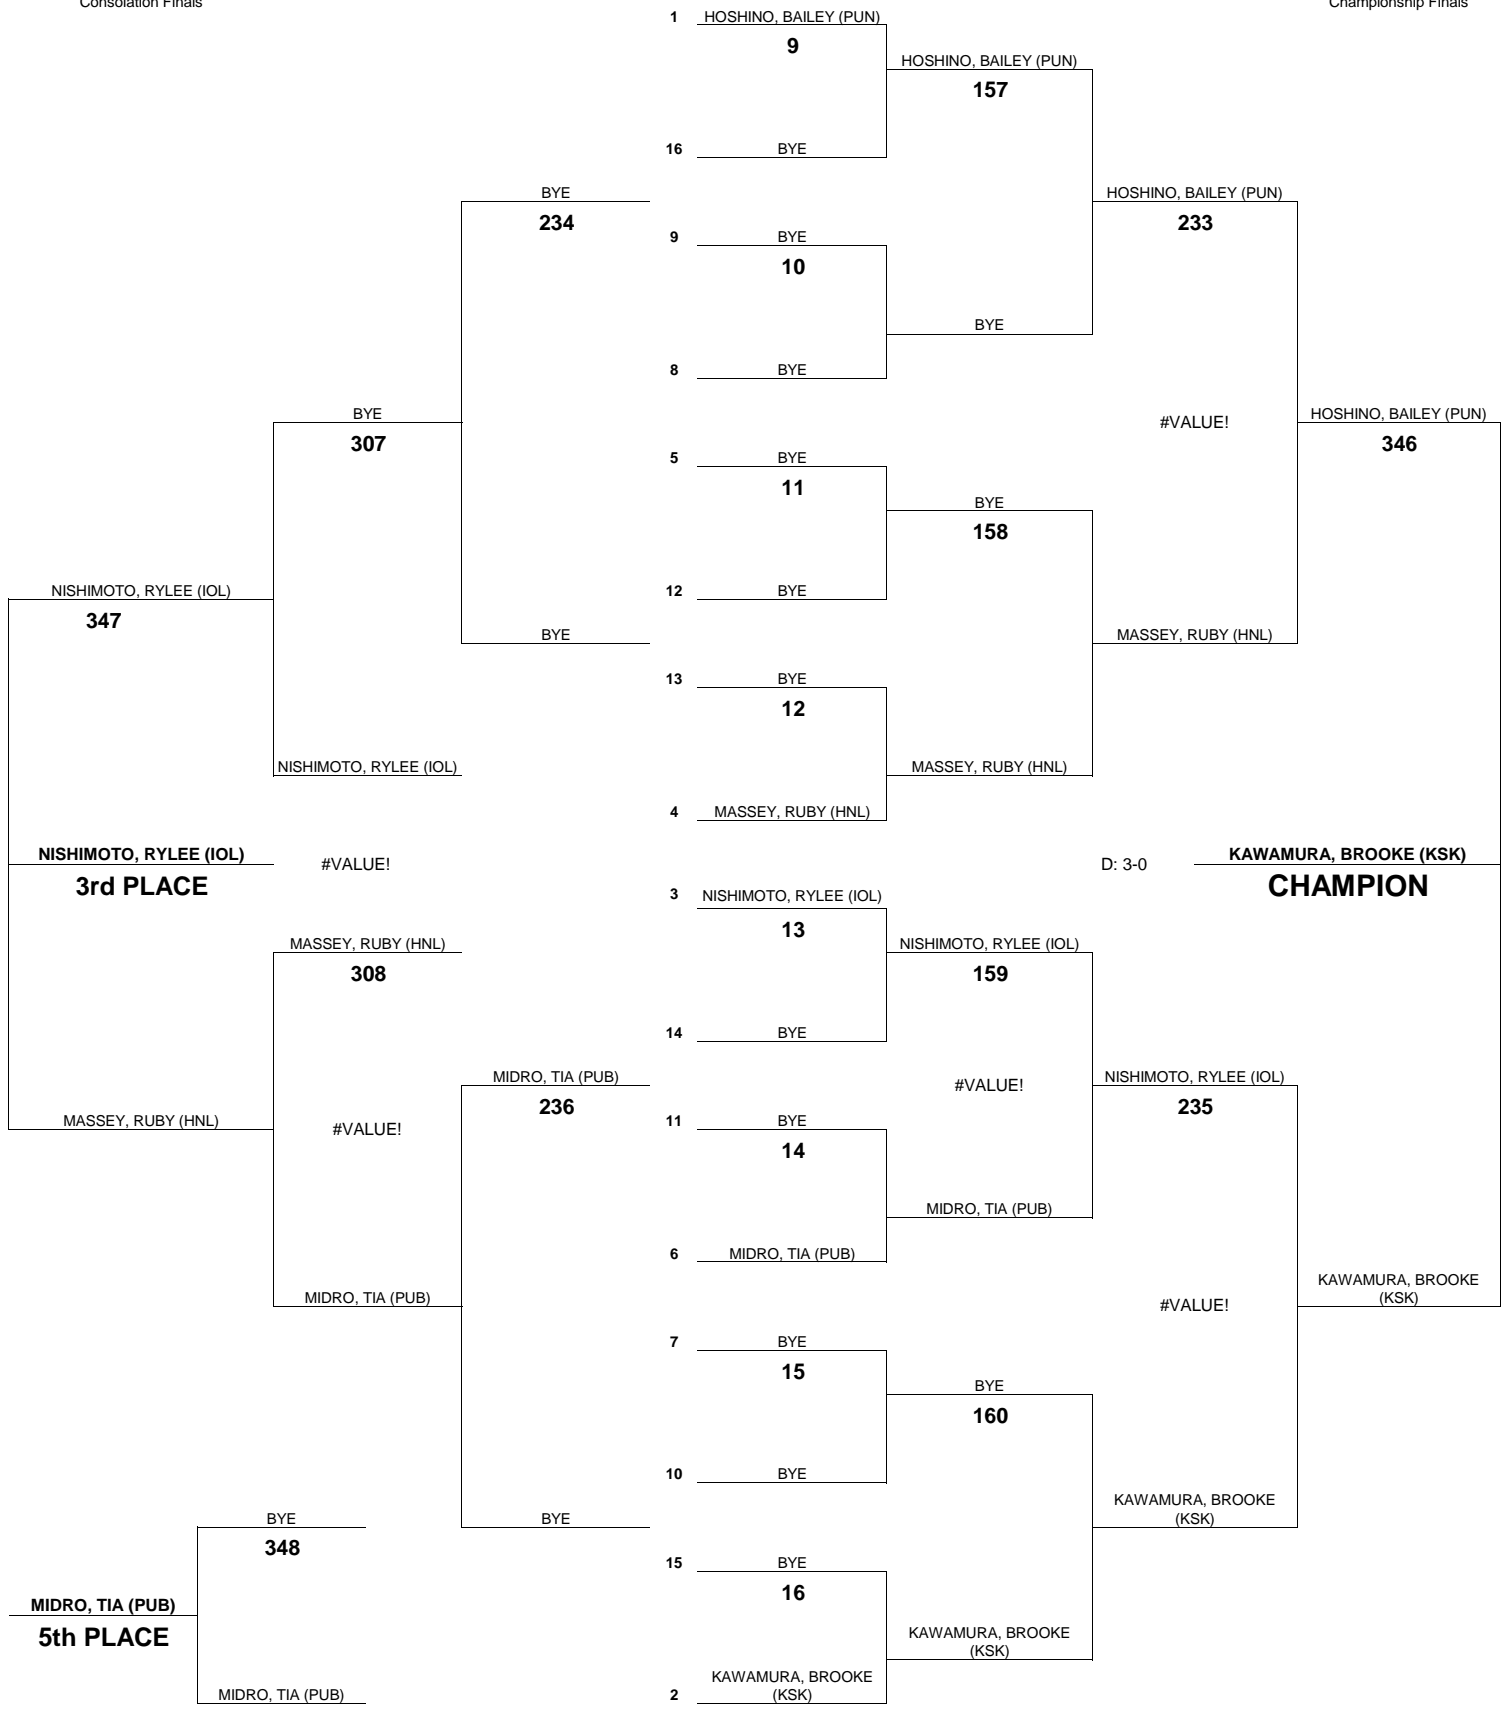 Consolation Finals
Championship Finals
1 HOSHINO, BAILEY (PUN)
9
HOSHINO, BAILEY (PUN)
157
16 BYE
BYE
HOSHINO, BAILEY (PUN)
234
233
9 BYE
10
BYE
8 BYE
BYE
#VALUE!
HOSHINO, BAILEY (PUN)
307
346
5 BYE
11
BYE
158
NISHIMOTO, RYLEE (IOL)
12 BYE
347
BYE
MASSEY, RUBY (HNL)
13 BYE
12
NISHIMOTO, RYLEE (IOL)
MASSEY, RUBY (HNL)
4 MASSEY, RUBY (HNL)
NISHIMOTO, RYLEE (IOL)
#VALUE!
D: 3-0
KAWAMURA, BROOKE (KSK)
3rd PLACE
CHAMPION
3 NISHIMOTO, RYLEE (IOL)
13
MASSEY, RUBY (HNL)
NISHIMOTO, RYLEE (IOL)
308
159
14 BYE
MIDRO, TIA (PUB)
#VALUE!
NISHIMOTO, RYLEE (IOL)
236
235
MASSEY, RUBY (HNL)
#VALUE!
11 BYE
14
MIDRO, TIA (PUB)
6 MIDRO, TIA (PUB)
MIDRO, TIA (PUB)
#VALUE!
KAWAMURA, BROOKE
(KSK)
7 BYE
15
BYE
160
10 BYE
BYE
BYE
KAWAMURA, BROOKE
(KSK)
348
15 BYE
16
MIDRO, TIA (PUB)
5th PLACE
KAWAMURA, BROOKE
(KSK)
MIDRO, TIA (PUB)
2 KAWAMURA, BROOKE
(KSK)